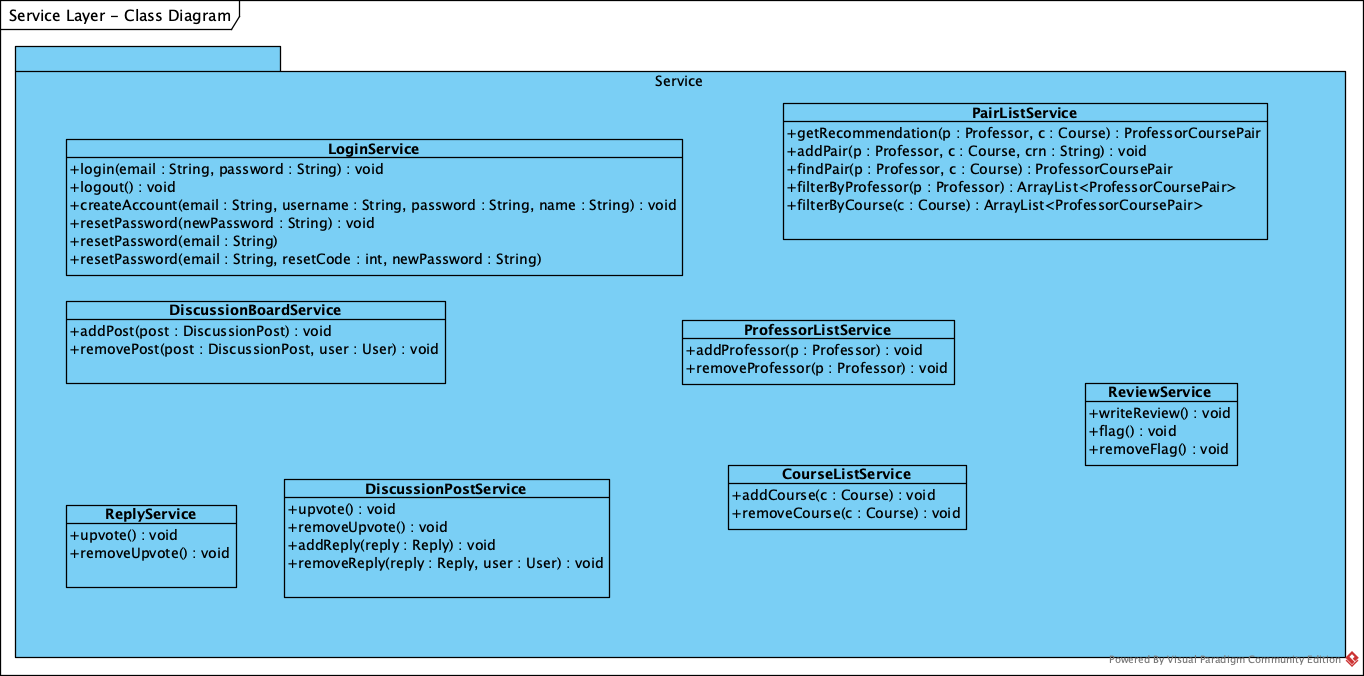 Service Layer - Class Diagram
Service
PairListService
+getRecommendation(p : Professor, c : Course) : ProfessorCoursePair
+addPair(p : Professor, c : Course, crn : String) : void
+findPair(p : Professor, c : Course) : ProfessorCoursePair
+filterByProfessor(p : Professor) : ArrayList<ProfessorCoursePair>
+filterByCourse(c : Course) : ArrayList<ProfessorCoursePair>
LoginService
+login(email : String, password : String) : void
+logout() : void
+createAccount(email : String, username : String, password : String, name : String) : void
+resetPassword(newPassword : String) : void
+resetPassword(email : String)
+resetPassword(email : String, resetCode : int, newPassword : String)
DiscussionBoardService
+addPost(post : DiscussionPost) : void
+removePost(post : DiscussionPost, user : User) : void
ProfessorListService
+addProfessor(p : Professor) : void
+removeProfessor(p : Professor) : void
ReviewService
+writeReview() : void
+flag() : void
+removeFlag() : void
CourseListService
+addCourse(c : Course) : void
+removeCourse(c : Course) : void
DiscussionPostService
+upvote() : void
+removeUpvote() : void
+addReply(reply : Reply) : void
+removeReply(reply : Reply, user : User) : void
ReplyService
+upvote() : void
+removeUpvote() : void
Powered By Visual Paradigm Community Edition